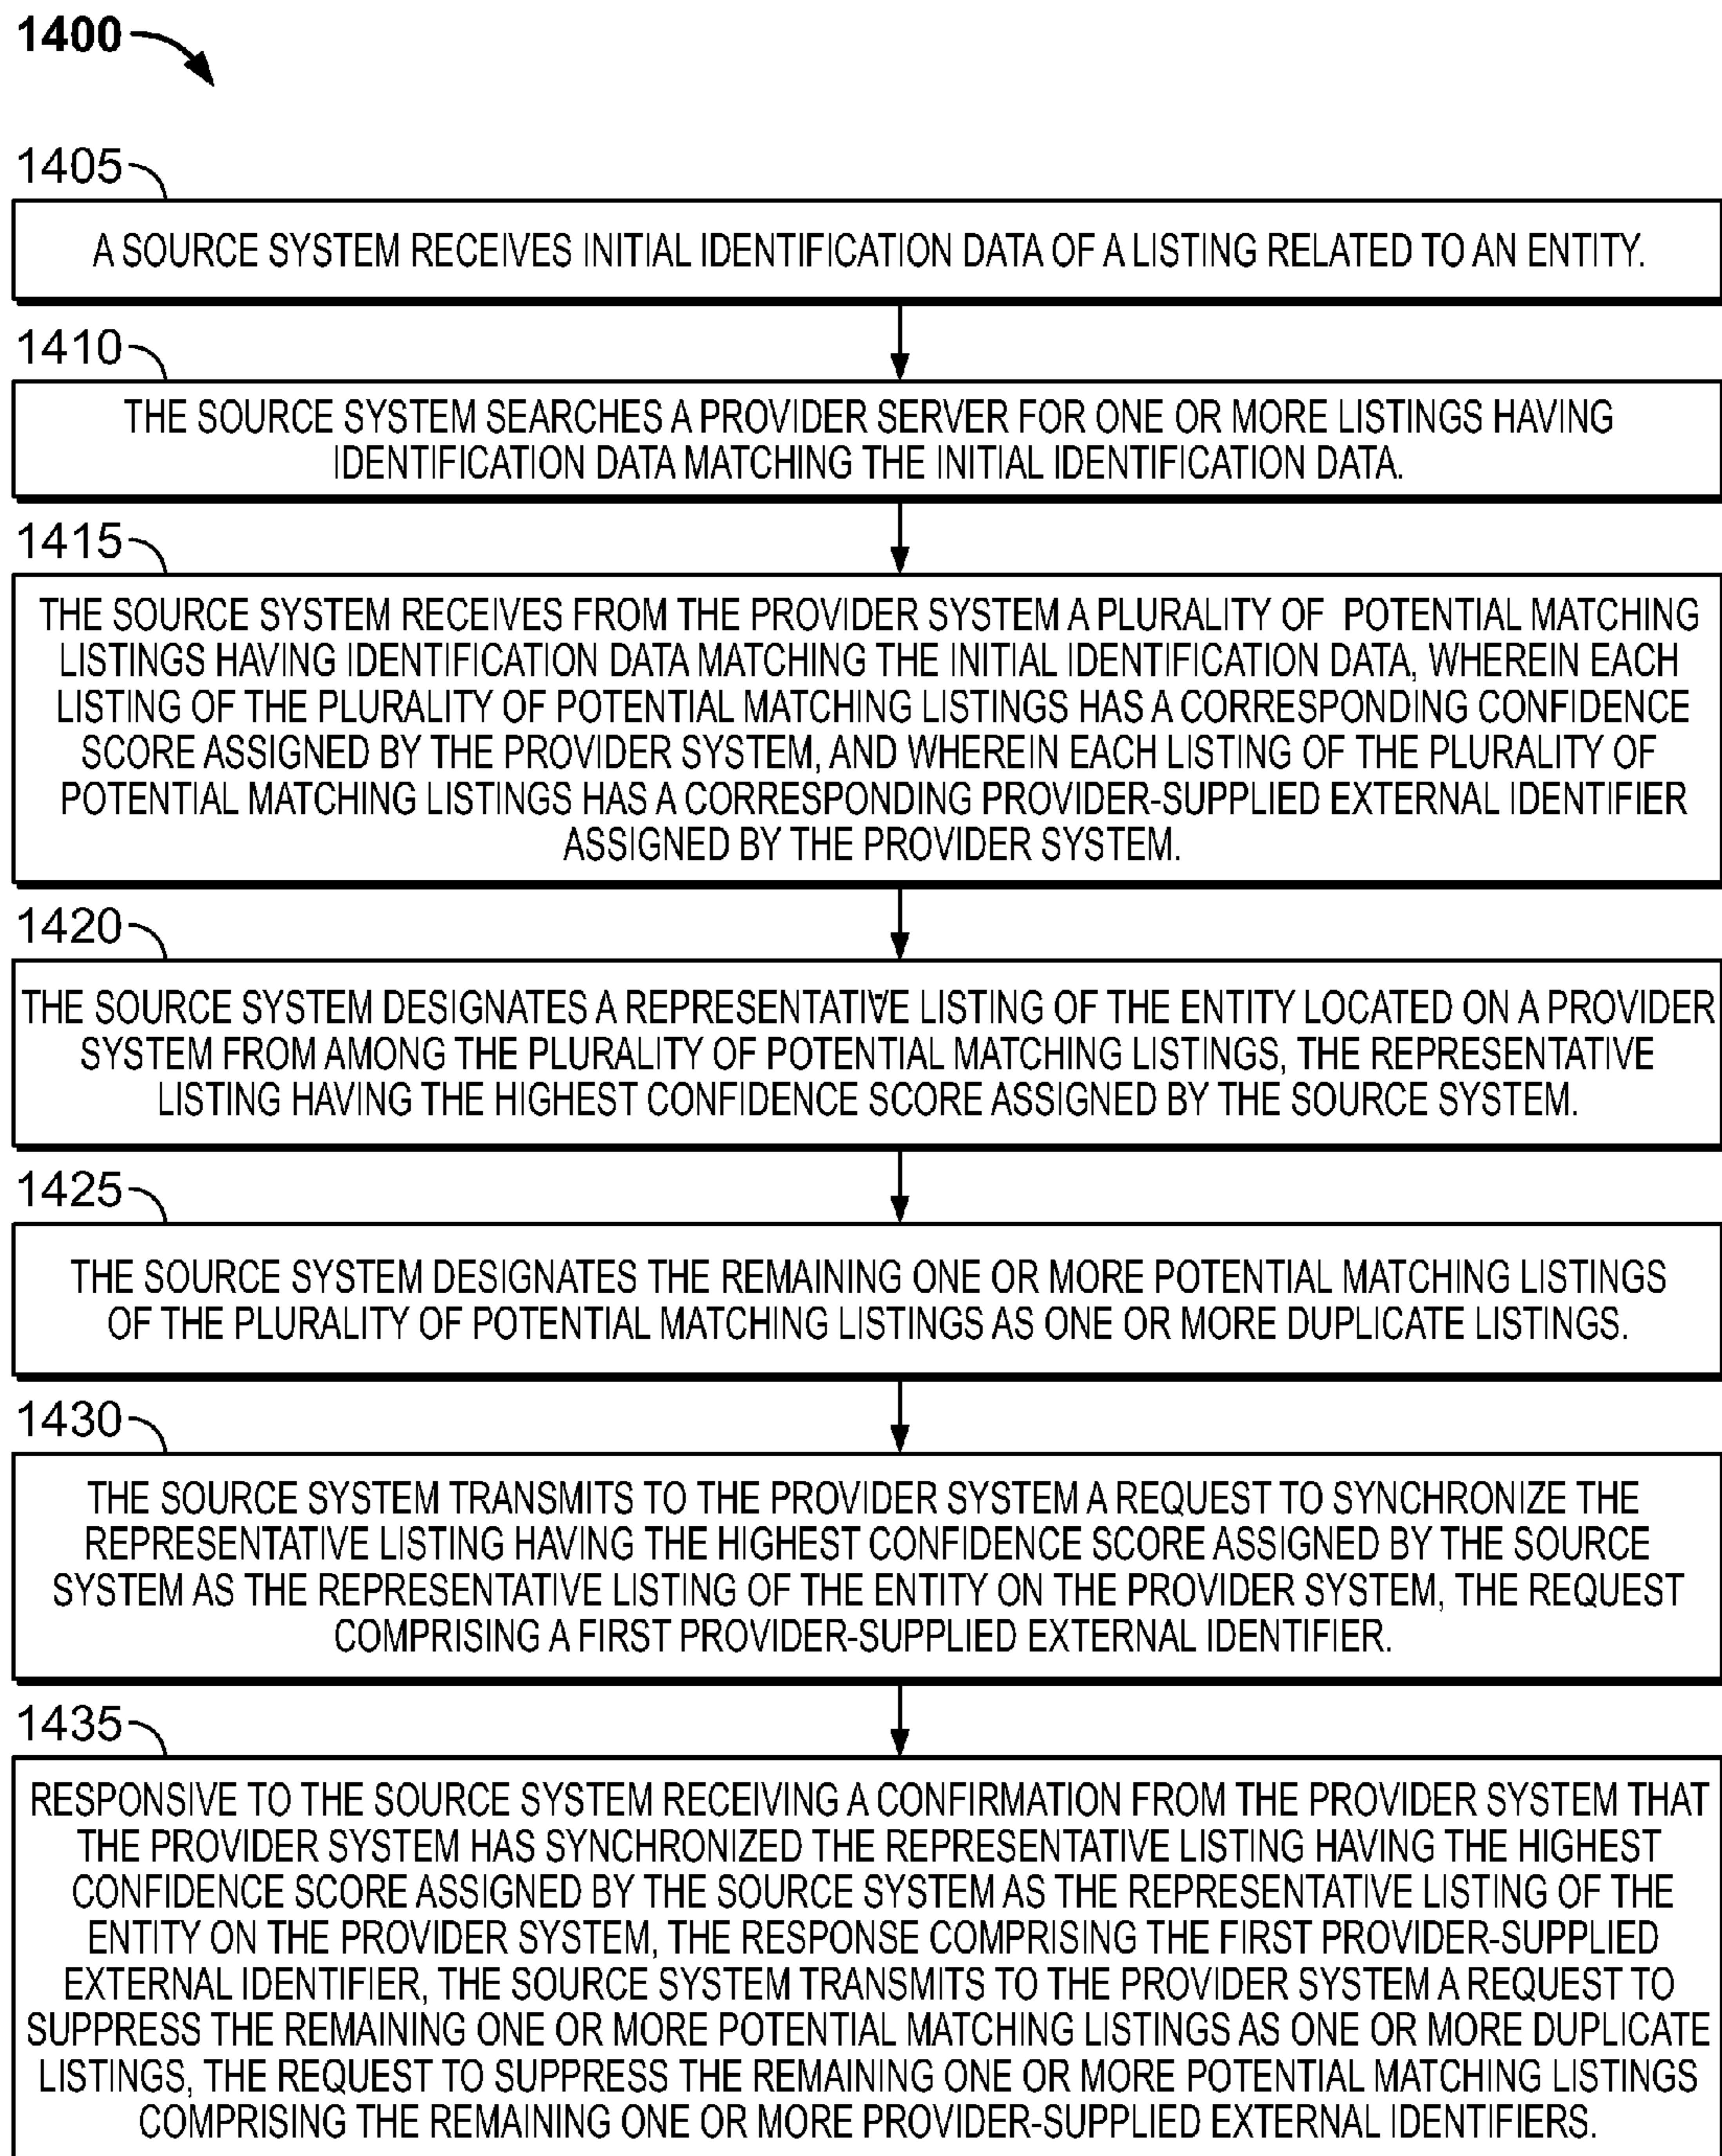 1400
1405
A SOURCE SYSTEM RECEIVES INITIAL IDENTIFICATION DATA OF A LISTING RELATED TO AN ENTITY.
1410
THE SOURCE SYSTEM SEARCHES A PROVIDER SERVER FOR ONE OR MORE LISTINGS HAVING
IDENTIFICATION DATA MATCHING THE INITIAL IDENTIFICATION DATA.
1415
THE SOURCE SYSTEM RECEIVES FROM THE PROVIDER SYSTEM A PLURALITY OF POTENTIAL MATCHING
LISTINGS HAVING IDENTIFICATION DATA MATCHING THE INITIAL IDENTIFICATION DATA, WHEREIN EACH
LISTING OF THE PLURALITY OF POTENTIAL MATCHING LISTINGS HAS A CORRESPONDING CONFIDENCE
SCORE ASSIGNED BY THE PROVIDER SYSTEM, AND WHEREIN EACH LISTING OF THE PLURALITY OF
POTENTIAL MATCHING LISTINGS HAS A CORRESPONDING PROVIDER-SUPPLIED EXTERNAL IDENTIFIER
ASSIGNED BY THE PROVIDER SYSTEM.
1420
THE SOURCE SYSTEM DESIGNATES A REPRESENTATIVE LISTING OF THE ENTITY LOCATED ON A PROVIDER
SYSTEM FROM AMONG THE PLURALITY OF POTENTIAL MATCHING LISTINGS, THE REPRESENTATIVE
LISTING HAVING THE HIGHEST CONFIDENCE SCORE ASSIGNED BY THE SOURCE SYSTEM.
1425
THE SOURCE SYSTEM DESIGNATES THE REMAINING ONE OR MORE POTENTIAL MATCHING LISTINGS
OF THE PLURALITY OF POTENTIAL MATCHING LISTINGS AS ONE OR MORE DUPLICATE LISTINGS.
1430
THE SOURCE SYSTEM TRANSMITS TO THE PROVIDER SYSTEM A REQUEST TO SYNCHRONIZE THE
REPRESENTATIVE LISTING HAVING THE HIGHEST CONFIDENCE SCORE ASSIGNED BY THE SOURCE
SYSTEM AS THE REPRESENTATIVE LISTING OF THE ENTITY ON THE PROVIDER SYSTEM, THE REQUEST
COMPRISING A FIRST PROVIDER-SUPPLIED EXTERNAL IDENTIFIER.
1435
RESPONSIVE TO THE SOURCE SYSTEM RECEIVING A CONFIRMATION FROM THE PROVIDER SYSTEM THAT
THE PROVIDER SYSTEM HAS SYNCHRONIZED THE REPRESENTATIVE LISTING HAVING THE HIGHEST
CONFIDENCE SCORE ASSIGNED BY THE SOURCE SYSTEM AS THE REPRESENTATIVE LISTING OF THE
ENTITY ON THE PROVIDER SYSTEM, THE RESPONSE COMPRISING THE FIRST PROVIDER-SUPPLIED
EXTERNAL IDENTIFIER, THE SOURCE SYSTEM TRANSMITS TO THE PROVIDER SYSTEM A REQUEST TO
SUPPRESS THE REMAINING ONE OR MORE POTENTIAL MATCHING LISTINGS AS ONE OR MORE DUPLICATE
LISTINGS, THE REQUEST TO SUPPRESS THE REMAINING ONE OR MORE POTENTIAL MATCHING LISTINGS
COMPRISING THE REMAINING ONE OR MORE PROVIDER-SUPPLIED EXTERNAL IDENTIFIERS.